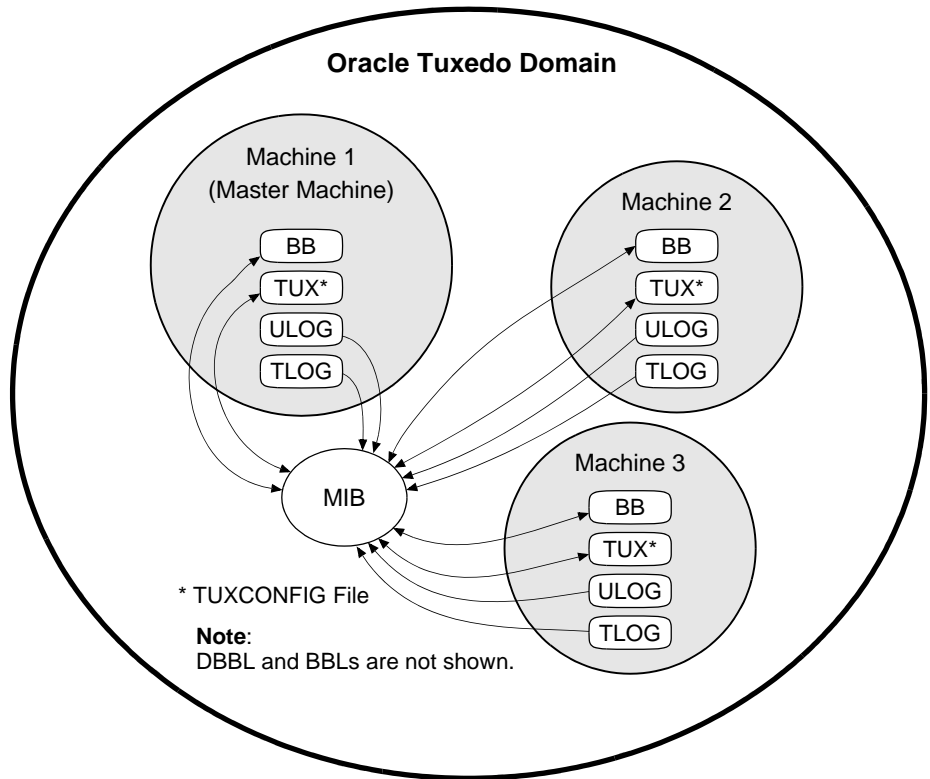 Oracle Tuxedo Domain
Machine 1
(Master Machine)
BB
TUX*
ULOG
TLOG
Machine 2
BB
TUX*
ULOG
TLOG
Machine 3
BB
TUX*
ULOG
TLOG
MIB
* TUXCONFIG File
Note:
DBBL and BBLs are not shown.